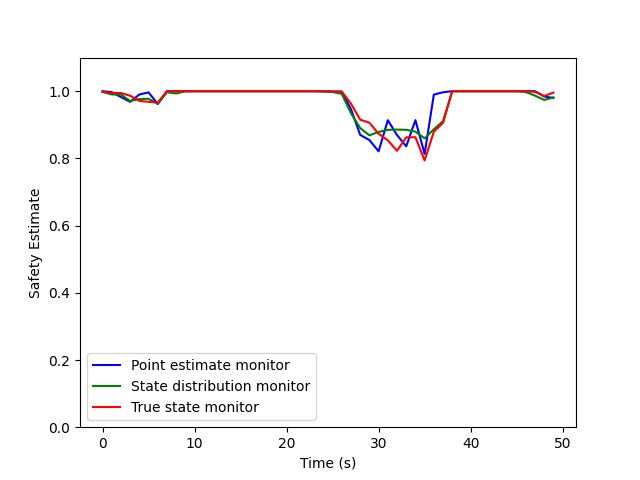 1.0
0.8
0.6
0.4
0.2
0.0
Safety Estimate
Point estimate monitor
State distribution monitor
True state monitor
0 10 20 30 40 50
Time (s)